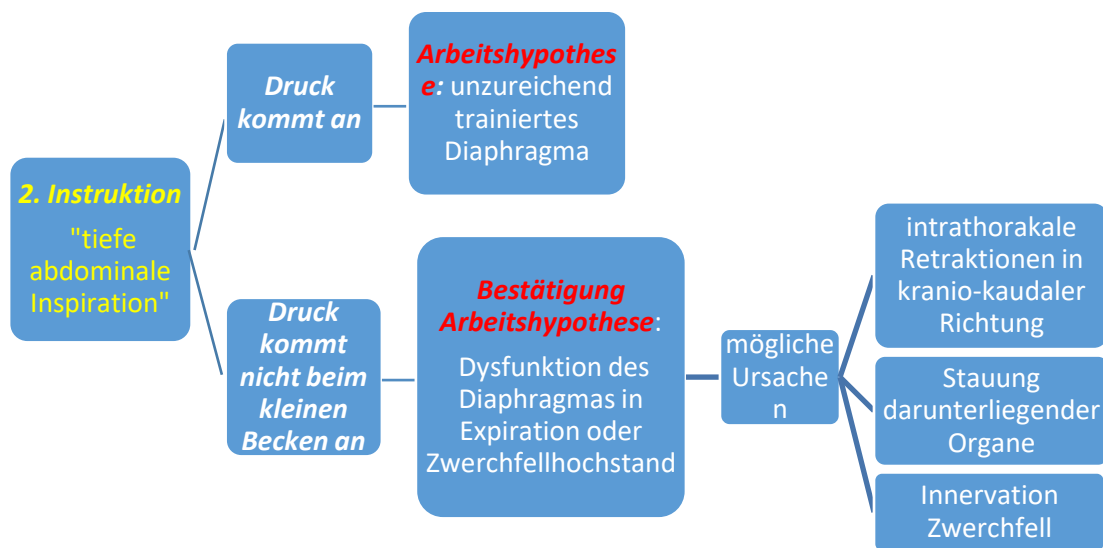 2. Instruktion
"tiefe
abdominale
Inspiration"
Druck
kommt an
Arbeitshypothes
e: unzureichend
trainiertes
Diaphragma
Druck
kommt
nicht beim
kleinen
Becken an
Bestätigung
Arbeitshypothese:
Dysfunktion des
Diaphragmas in
Expiration oder
Zwerchfellhochstand
mögliche
Ursache
n
intrathorakale
Retraktionen in
kranio-kaudaler
Richtung
Stauung
darunterliegender
Organe
Innervation
Zwerchfell